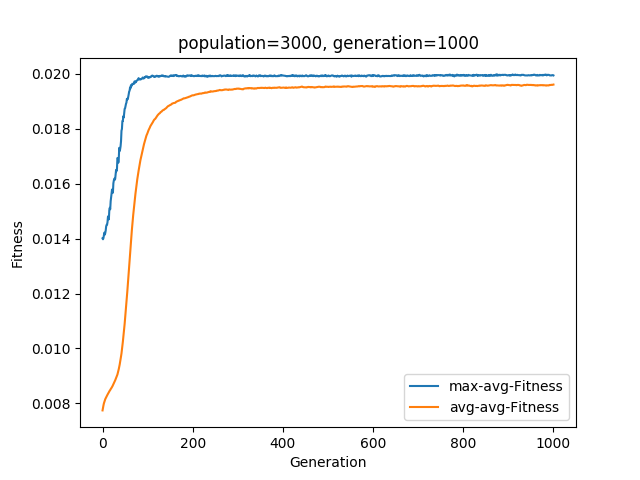 population=3000, generation=1000
0.020
0.018
0.016
0.014
0.012
0.010
0.008
Fitness
max-avg-Fitness
avg-avg-Fitness
0 200 400 600 800 1000
Generation